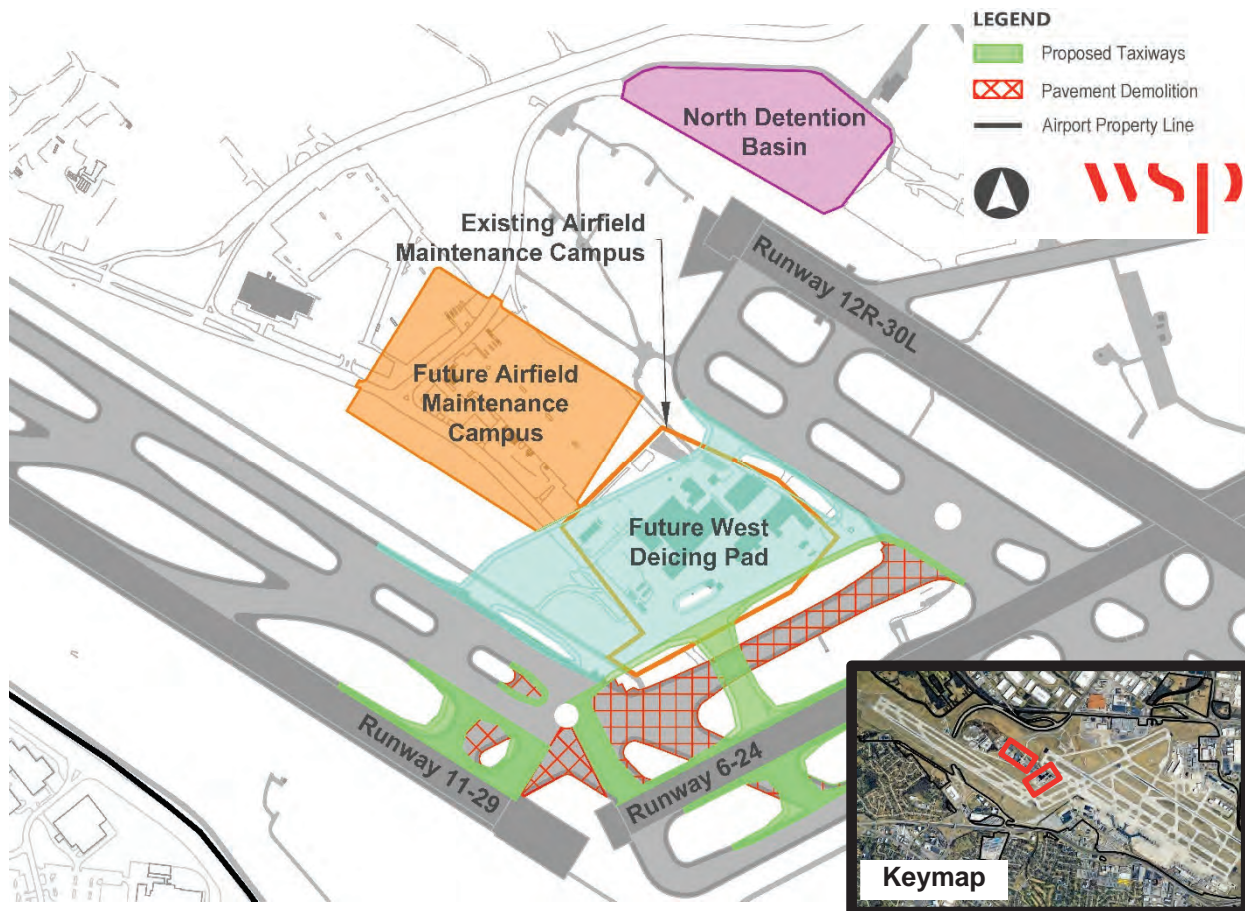 LEGEND
Proposed Taxiways
Pavement Demolition
Airport Property Line
wsp
North Detention
Basin
Existing Airfield
Maintenance Campus
Runway 12R-30L
Future Airfield
Maintenance
Campus
Future West
Deicing Pad
Runway 11-29
Runway 6-24
Keymap